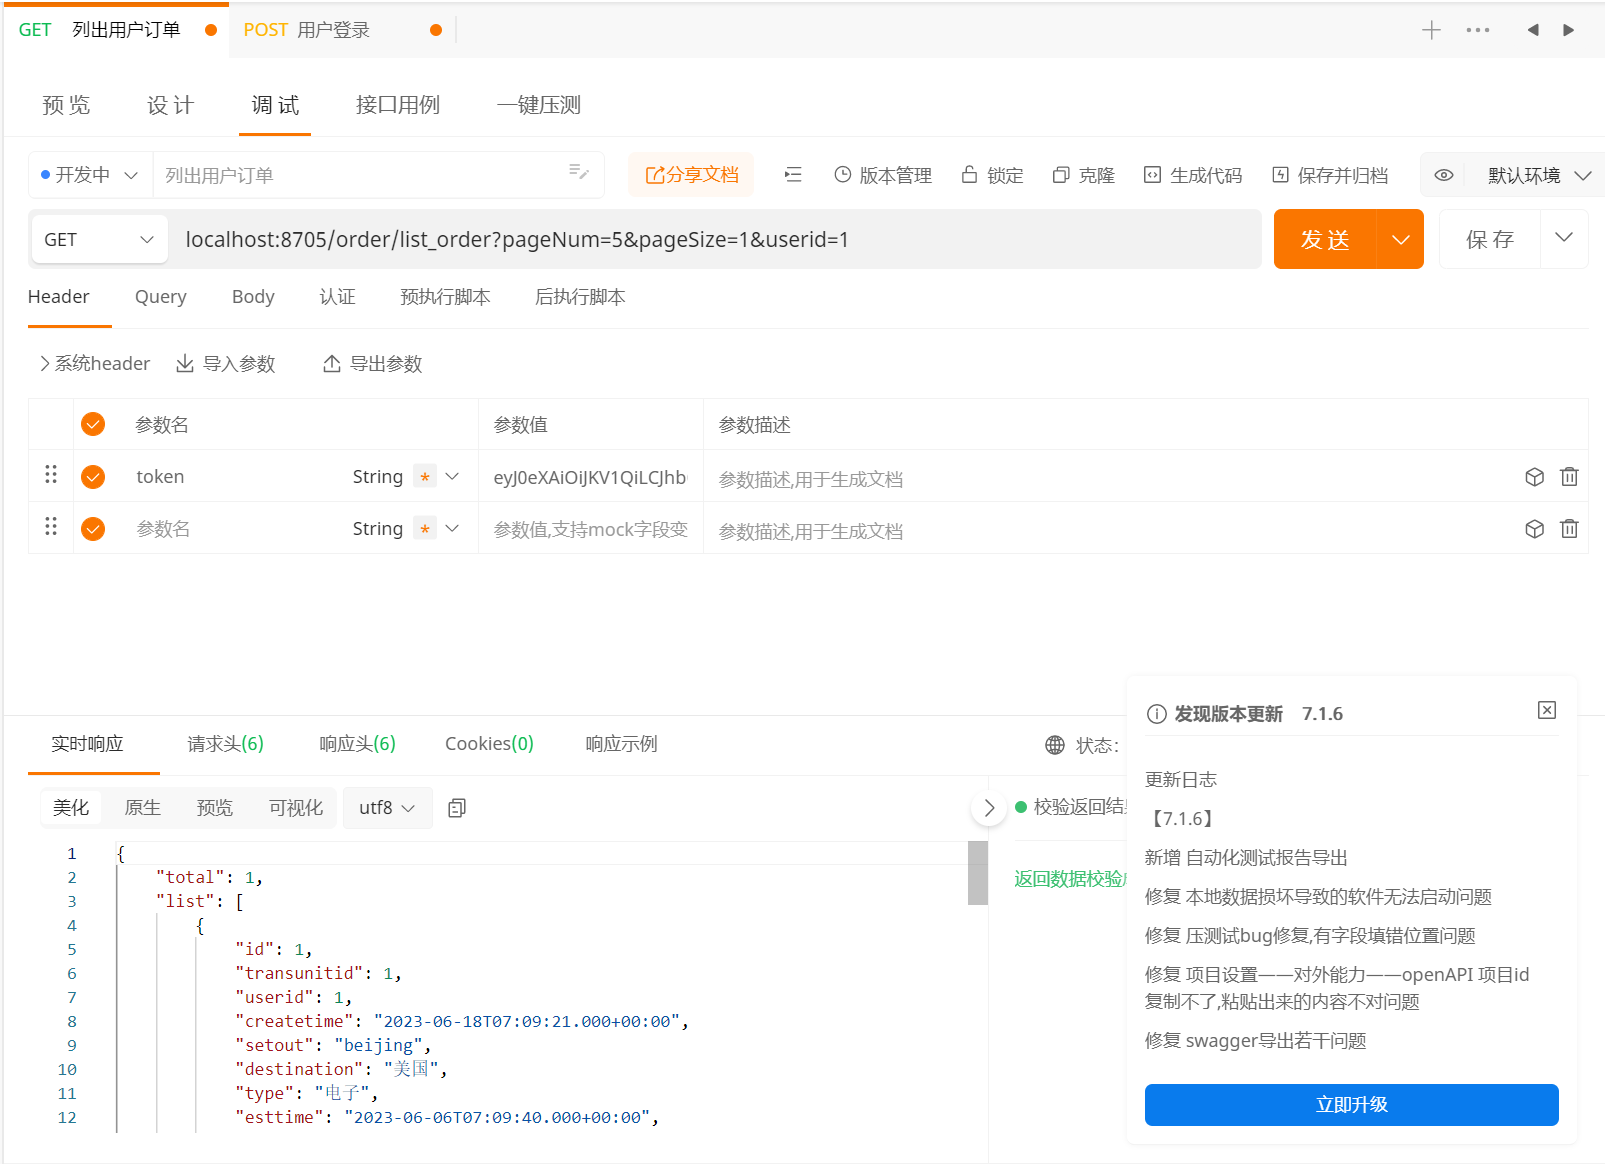 GET 列出用户订单 POST 用户登录
预览 设计 调试 接口用例 一键压测
开发中 列出用户订单 分享文档 版本管理 锁定 克隆 生成代码 保存并归档 默认环境
GET localhost:8705/order/list_order?pageNum=5&pageSize=1&userid=1 发送 保存
Header Query Body 认证 预执行脚本 后执行脚本
系统header 导入参数 导出参数
参数名 参数值 参数描述
token String * eyJ0eXAiOiJKV1QiLCJhb 参数描述,用于生成文档
参数名 String * 参数值,支持mock字段变 参数描述,用于生成文档
实时响应 请求头(6) 响应头(6) Cookies(0) 响应示例 状态:
美化 原生 预览 可视化 utf8 校验返回结
返回数据校验
1 {
2 "total": 1,
3 "list": [
4 {
5 "id": 1,
6 "transunitid": 1,
7 "userid": 1,
8 "createtime": "2023-06-18T07:09:21.000+00:00",
9 "setout": "beijing",
10 "destination": "美国",
11 "type": "电子",
12 "esttime": "2023-06-06T07:09:40.000+00:00",
发现版本更新 7.1.6
更新日志
【7.1.6】
新增 自动化测试报告导出
修复 本地数据损坏导致的软件无法启动问题
修复 压测试bug修复,有字段填错位置问题
修复 项目设置——对外能力——openAPI 项目id
复制不了,粘贴出来的内容不对问题
修复 swagger导出若干问题
立即升级